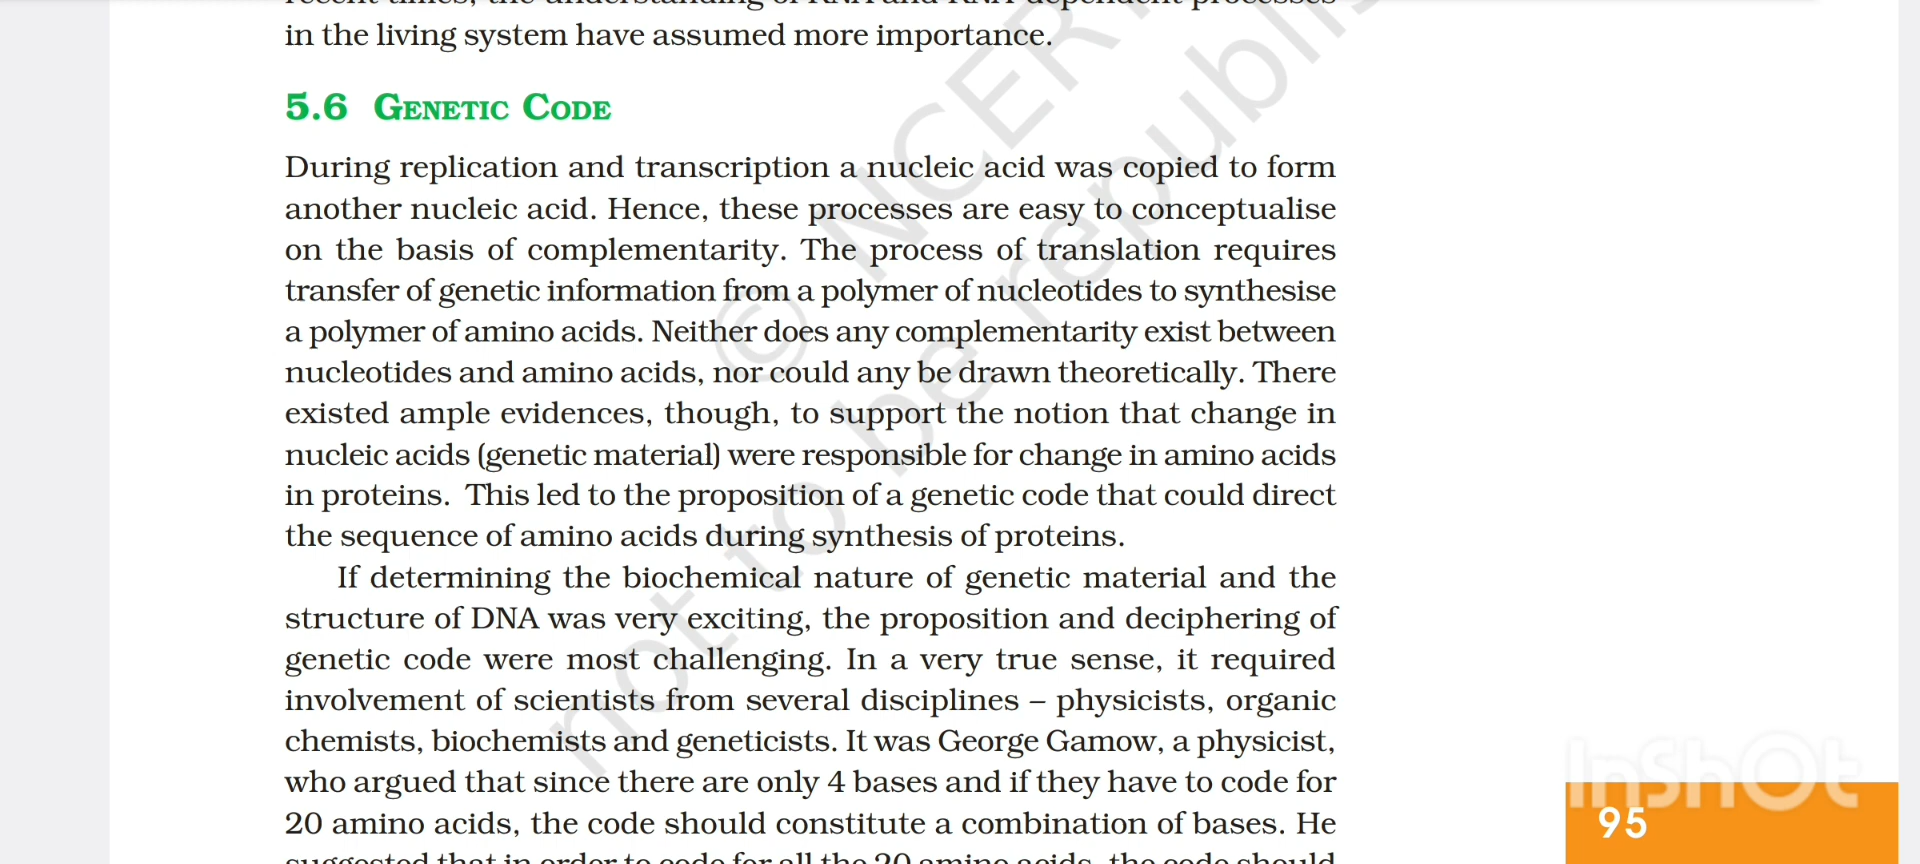 in the living system have assumed more importance.
5.6 GENETIC CODE
During replication and transcription a nucleic acid was copied to form
another nucleic acid. Hence, these processes are easy to conceptualise
on the basis of complementarity. The process of translation requires
transfer of genetic information from a polymer of nucleotides to synthesise
a polymer of amino acids. Neither does any complementarity exist between
nucleotides and amino acids, nor could any be drawn theoretically. There
existed ample evidences, though, to support the notion that change in
nucleic acids (genetic material) were responsible for change in amino acids
in proteins. This led to the proposition of a genetic code that could direct
the sequence of amino acids during synthesis of proteins.
If determining the biochemical nature of genetic material and the
structure of DNA was very exciting, the proposition and deciphering of
genetic code were most challenging. In a very true sense, it required
involvement of scientists from several disciplines – physicists, organic
chemists, biochemists and geneticists. It was George Gamow, a physicist,
who argued that since there are only 4 bases and if they have to code for
20 amino acids, the code should constitute a combination of bases. He
© NCER
not to be republi
InShOt
95